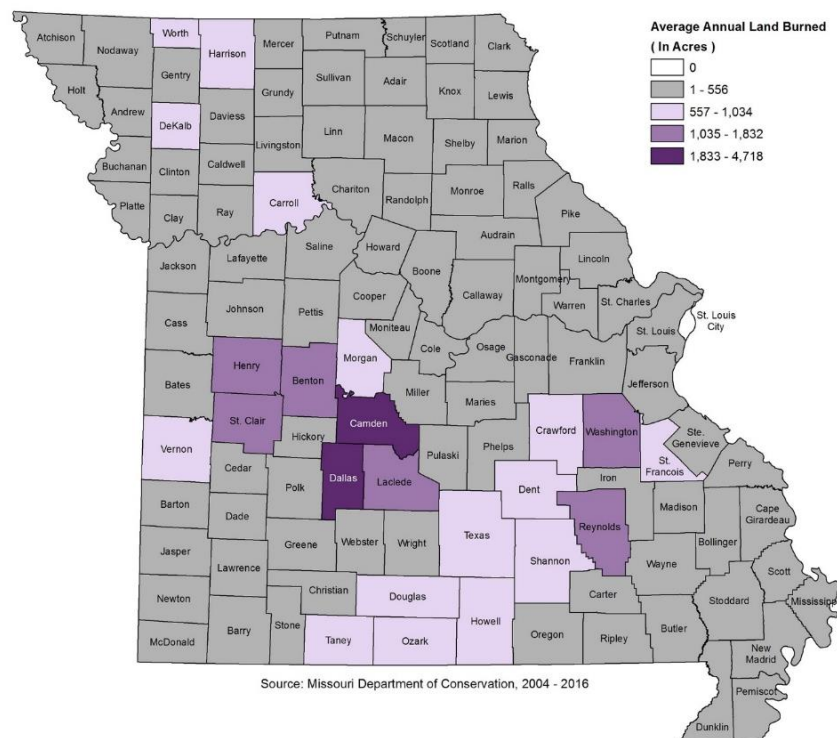 Average Annual Land Burned
( In Acres )
0
1 - 556
557 - 1,034
1,035 - 1,832
1,833 - 4,718
Atchison
Nodaway
Worth
Harrison
Mercer
Putnam
Schuyler
Scotland
Clark
Holt
Gentry
Sullivan
Adair
Knox
Lewis
Andrew
DeKalb
Daviess
Grundy
Linn
Macon
Shelby
Marion
Buchanan
Clinton
Caldwell
Livingston
Chariton
Randolph
Monroe
Ralls
Platte
Clay
Ray
Carroll
Pike
Audrain
Jackson
Lafayette
Saline
Howard
Boone
Callaway
Montgomery
Lincoln
Warren
St. Charles
St. Louis
City
St. Louis
Cass
Johnson
Pettis
Cooper
Moniteau
Cole
Osage
Gasconade
Franklin
Jefferson
Bates
Henry
Benton
Morgan
Miller
Maries
Vernon
St. Clair
Hickory
Camden
Pulaski
Phelps
Crawford
Washington
St.
Francois
Ste.
Genevieve
Perry
Cedar
Polk
Dallas
Laclede
Dent
Iron
Madison
Cape
Girardeau
Barton
Dade
Texas
Reynolds
Bollinger
Jasper
Greene
Webster
Wright
Shannon
Wayne
Scott
Lawrence
Newton
Christian
Douglas
Howell
Carter
Stoddard
Mississippi
McDonald
Barry
Stone
Taney
Ozark
Oregon
Ripley
Butler
New
Madrid
Pemiscot
Dunklin
Source: Missouri Department of Conservation, 2004 - 2016